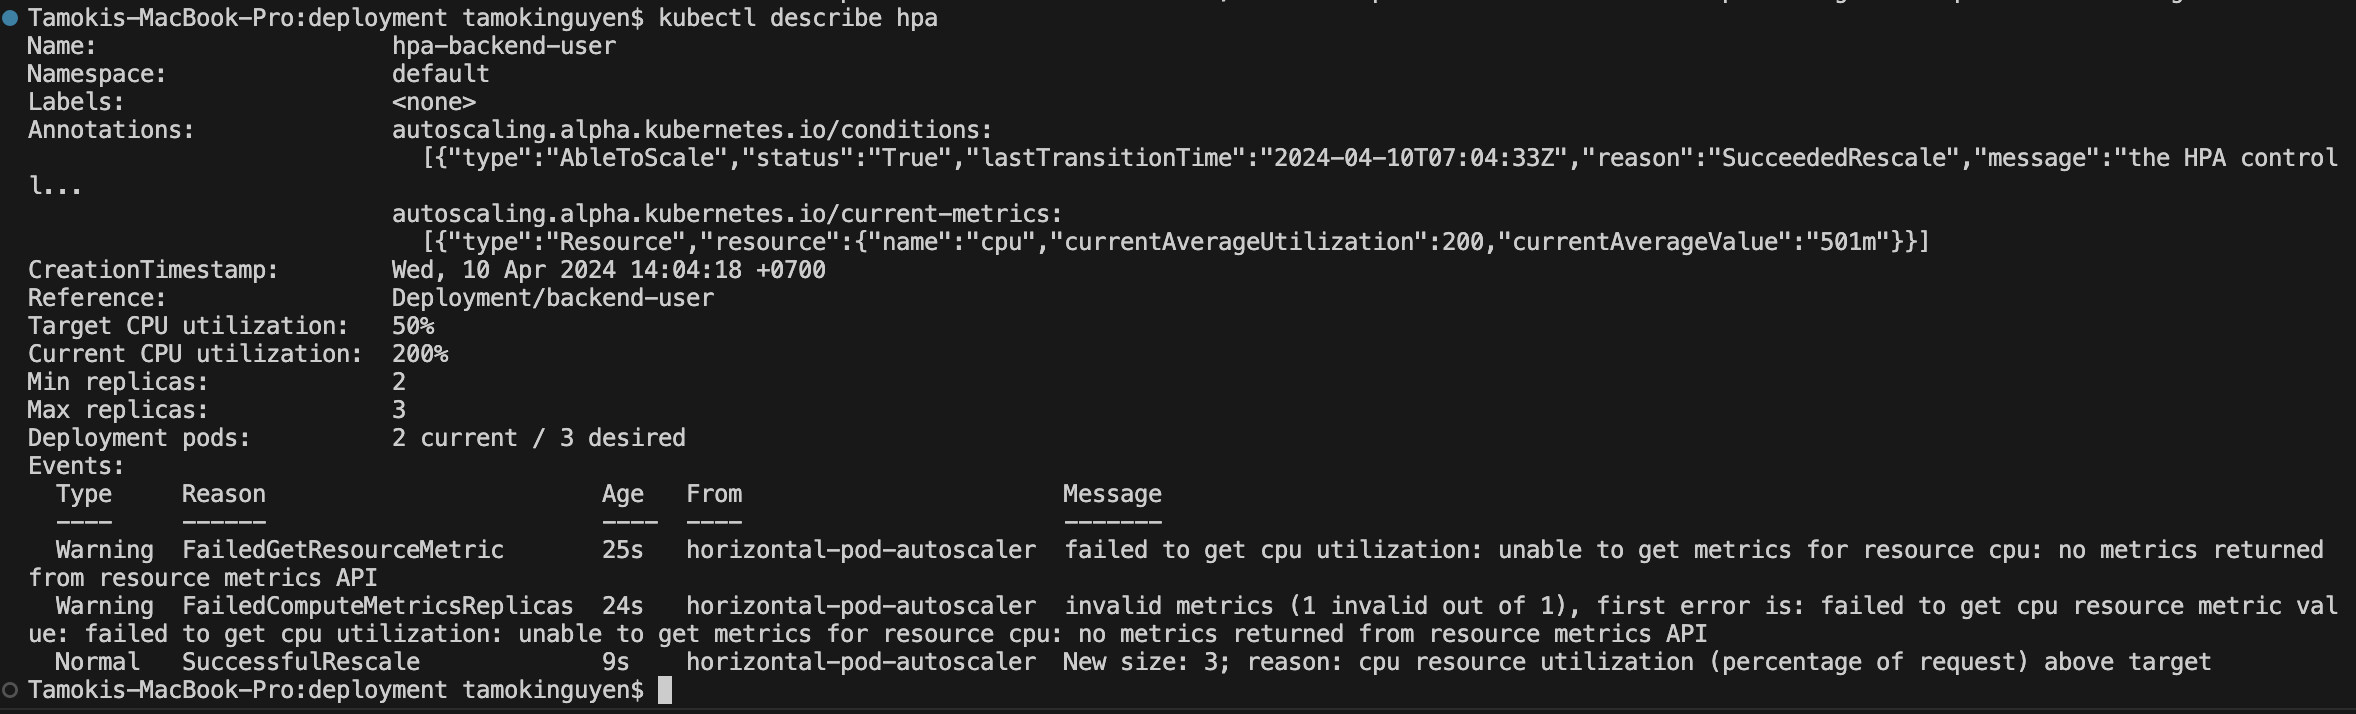 Tamokis-MacBook-Pro:deployment tamokinguyen$ kubectl describe hpa
Name:                     hpa-backend-user
Namespace:                default
Labels:                   <none>
Annotations:              autoscaling.alpha.kubernetes.io/conditions:
                            [{"type":"AbleToScale","status":"True","lastTransitionTime":"2024-04-10T07:04:33Z","reason":"SucceededRescale","message":"the HPA control
l...
                          autoscaling.alpha.kubernetes.io/current-metrics:
                            [{"type":"Resource","resource":{"name":"cpu","currentAverageUtilization":200,"currentAverageValue":"501m"}}]
CreationTimestamp:        Wed, 10 Apr 2024 14:04:18 +0700
Reference:                Deployment/backend-user
Target CPU utilization:   50%
Current CPU utilization:  200%
Min replicas:             2
Max replicas:             3
Deployment pods:          2 current / 3 desired
Events:
  Type     Reason                        Age   From                       Message
  ----     ------                        ----  ----                       -------
  Warning  FailedGetResourceMetric       25s   horizontal-pod-autoscaler  failed to get cpu utilization: unable to get metrics for resource cpu: no metrics returned
from resource metrics API
  Warning  FailedComputeMetricsReplicas  24s   horizontal-pod-autoscaler  invalid metrics (1 invalid out of 1), first error is: failed to get cpu resource metric val
ue: failed to get cpu utilization: unable to get metrics for resource cpu: no metrics returned from resource metrics API
  Normal   SuccessfulRescale             9s    horizontal-pod-autoscaler  New size: 3; reason: cpu resource utilization (percentage of request) above target
Tamokis-MacBook-Pro:deployment tamokinguyen$